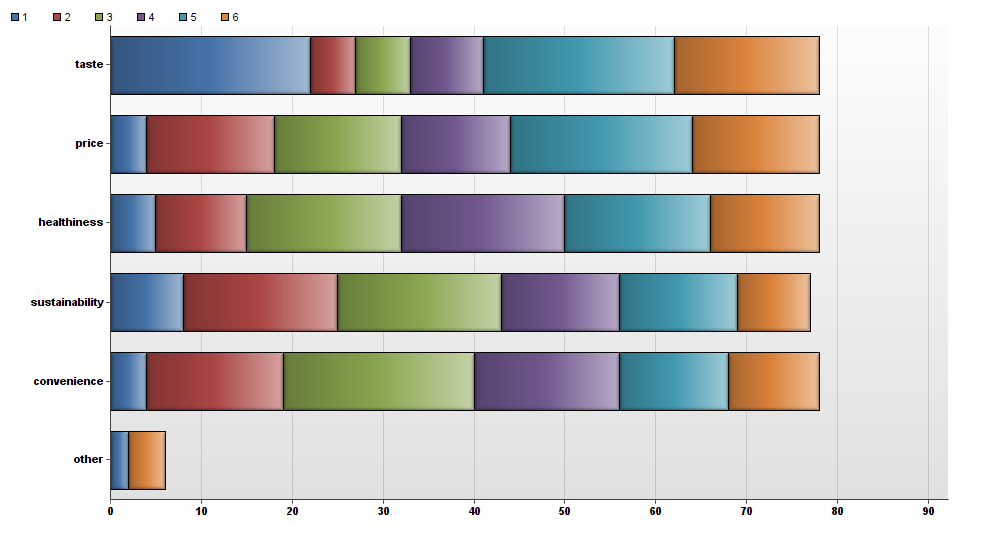 1 2 3 4 5 6
taste
price
healthiness
sustainability
convenience
other
0 10 20 30 40 50 60 70 80 90